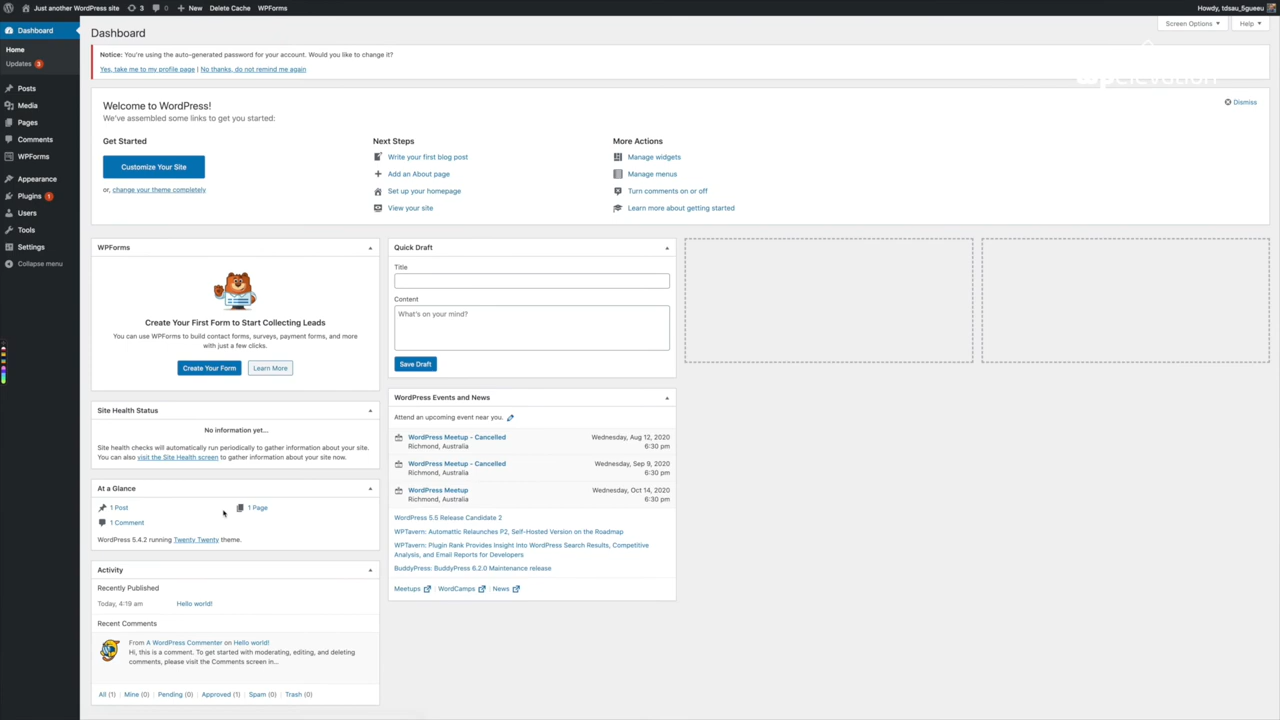 Just another WordPress site 3 0 New Delete Cache WPForms Howdy, tdsau_5gueeu
Screen Options Help
Dashboard
Home
Updates 3
Posts
Media
Pages
Comments
WPForms
Appearance
Plugins 1
Users
Tools
Settings
Collapse menu
Dashboard
Notice: You're using the auto-generated password for your account. Would you like to change it?
Yes, take me to my profile page | No thanks, do not remind me again
wpelevation
Welcome to WordPress!
Dismiss
We've assembled some links to get you started:
Get Started
Customize Your Site
or, change your theme completely
Next Steps
Write your first blog post
Add an About page
Set up your homepage
View your site
More Actions
Manage widgets
Manage menus
Turn comments on or off
Learn more about getting started
WPForms
Create Your First Form to Start Collecting Leads
You can use WPForms to build contact forms, surveys, payment forms, and more
with just a few clicks.
Create Your Form Learn More
Site Health Status
No information yet...
Site health checks will automatically run periodically to gather information about your site.
You can also visit the Site Health screen to gather information about your site now.
At a Glance
1 Post 1 Page
1 Comment
WordPress 5.4.2 running Twenty Twenty theme.
Activity
Recently Published
Today, 4:19 am Hello world!
Recent Comments
From A WordPress Commenter on Hello world!
Hi, this is a comment. To get started with moderating, editing, and deleting
comments, please visit the Comments screen in...
All (1) | Mine (0) | Pending (0) | Approved (1) | Spam (0) | Trash (0)
Quick Draft
Title
Content
What's on your mind?
Save Draft
WordPress Events and News
Attend an upcoming event near you.
WordPress Meetup - Cancelled Wednesday, Aug 12, 2020
Richmond, Australia 6:30 pm
WordPress Meetup - Cancelled Wednesday, Sep 9, 2020
Richmond, Australia 6:30 pm
WordPress Meetup Wednesday, Oct 14, 2020
Richmond, Australia 6:30 pm
WordPress 5.5 Release Candidate 2
WPTavern: Automattic Relaunches P2, Self-Hosted Version on the Roadmap
WPTavern: Plugin Rank Provides Insight Into WordPress Search Results, Competitive
Analysis, and Email Reports for Developers
BuddyPress: BuddyPress 6.2.0 Maintenance release
Meetups | WordCamps | News